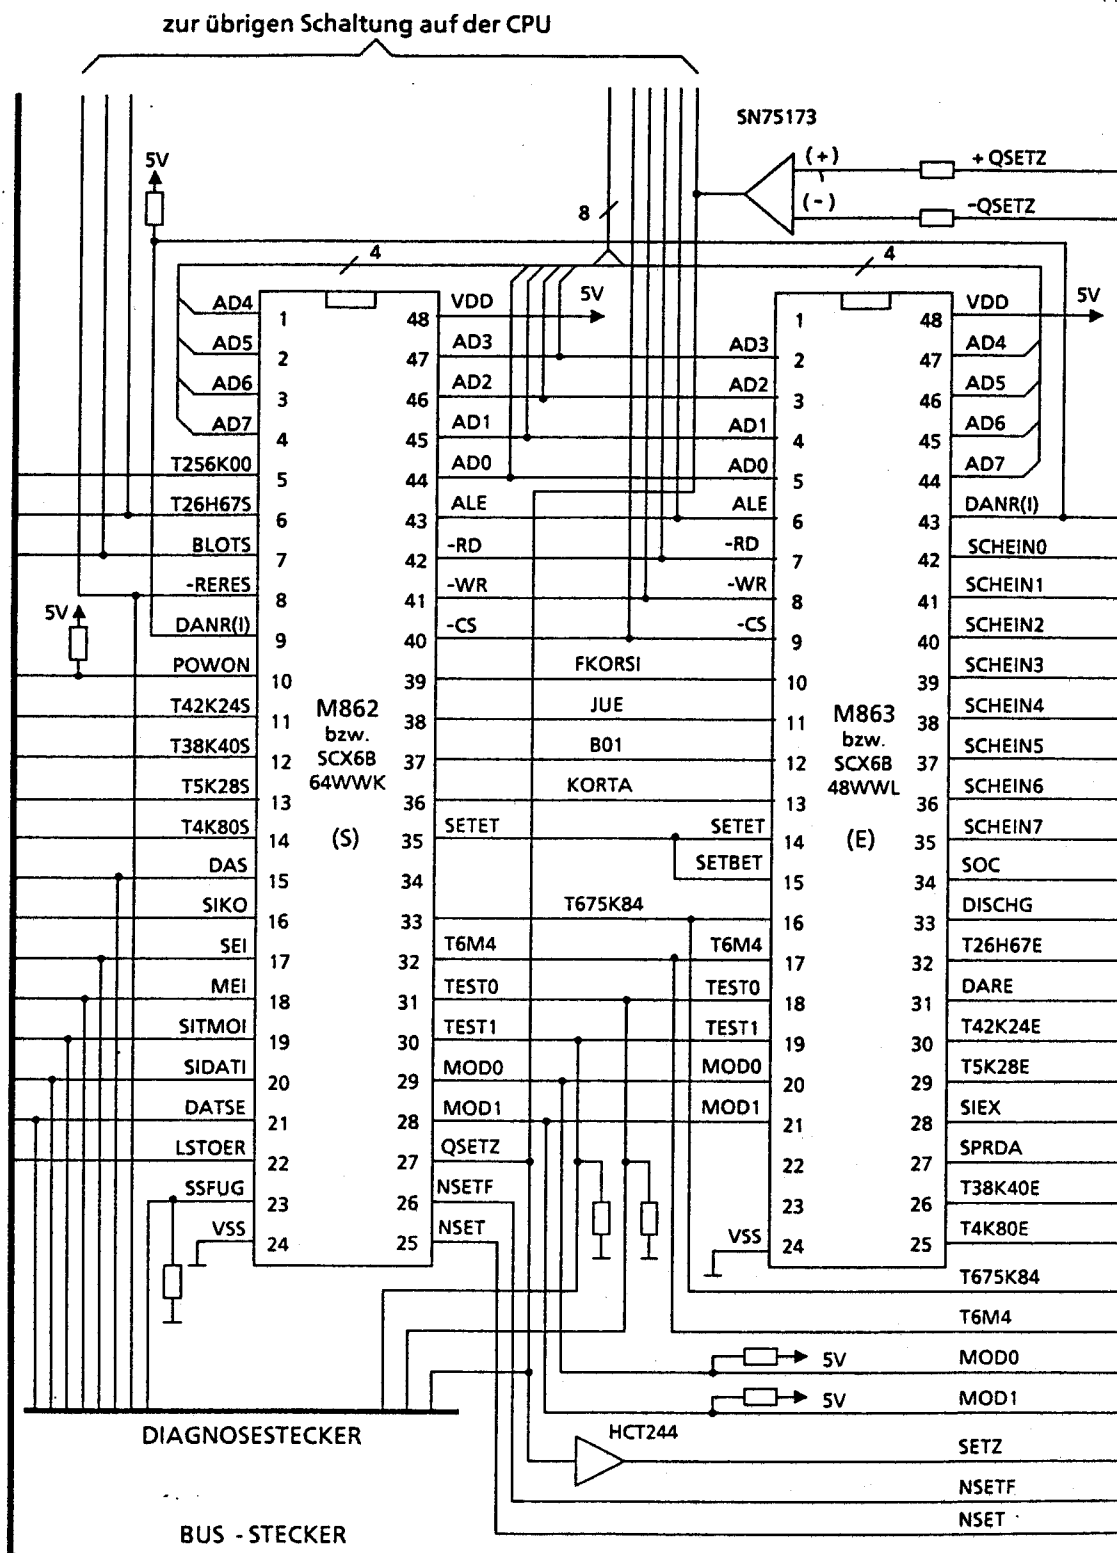 zur übrigen Schaltung auf der CPU
SN75173
(+)
+QSETZ
(-)
-QSETZ
5V
8
4
4
AD4 1
AD5 2
AD6 3
AD7 4
T256K00 5
T26H67S 6
BLOTS 7
-RERES 8
5V
DANR(I) 9
POWON 10
T42K24S 11
T38K40S 12
T5K28S 13
T4K80S 14
DAS 15
SIKO 16
SEI 17
MEI 18
SITMOI 19
SIDATI 20
DATSE 21
LSTOER 22
SSFUG 23
VSS 24
M862
bzw.
SCX6B
64WWK
(S)
48 VDD 5V
47 AD3
46 AD2
45 AD1
44 AD0
43 ALE
42 -RD
41 -WR
40 -CS
39 FKORSI
38 JUE
37 B01
36 KORTA
35 SETET
34
33 T675K84
32 T6M4
31 TEST0
30 TEST1
29 MOD0
28 MOD1
27 QSETZ
26 NSETF
25 NSET
1
AD3 2
AD2 3
AD1 4
AD0 5
ALE 6
-RD 7
-WR 8
-CS 9
10
11
12
13
SETET 14
SETBET 15
16
T6M4 17
TEST0 18
TEST1 19
MOD0 20
MOD1 21
22
23
VSS 24
M863
bzw.
SCX6B
48WWL
(E)
48 VDD 5V
47 AD4
46 AD5
45 AD6
44 AD7
43 DANR(I)
42 SCHEIN0
41 SCHEIN1
40 SCHEIN2
39 SCHEIN3
38 SCHEIN4
37 SCHEIN5
36 SCHEIN6
35 SCHEIN7
34 SOC
33 DISCHG
32 T26H67E
31 DARE
30 T42K24E
29 T5K28E
28 SIEX
27 SPRDA
26 T38K40E
25 T4K80E
T675K84
T6M4
5V MOD0
5V MOD1
HCT244
SETZ
NSETF
NSET
DIAGNOSESTECKER
BUS - STECKER